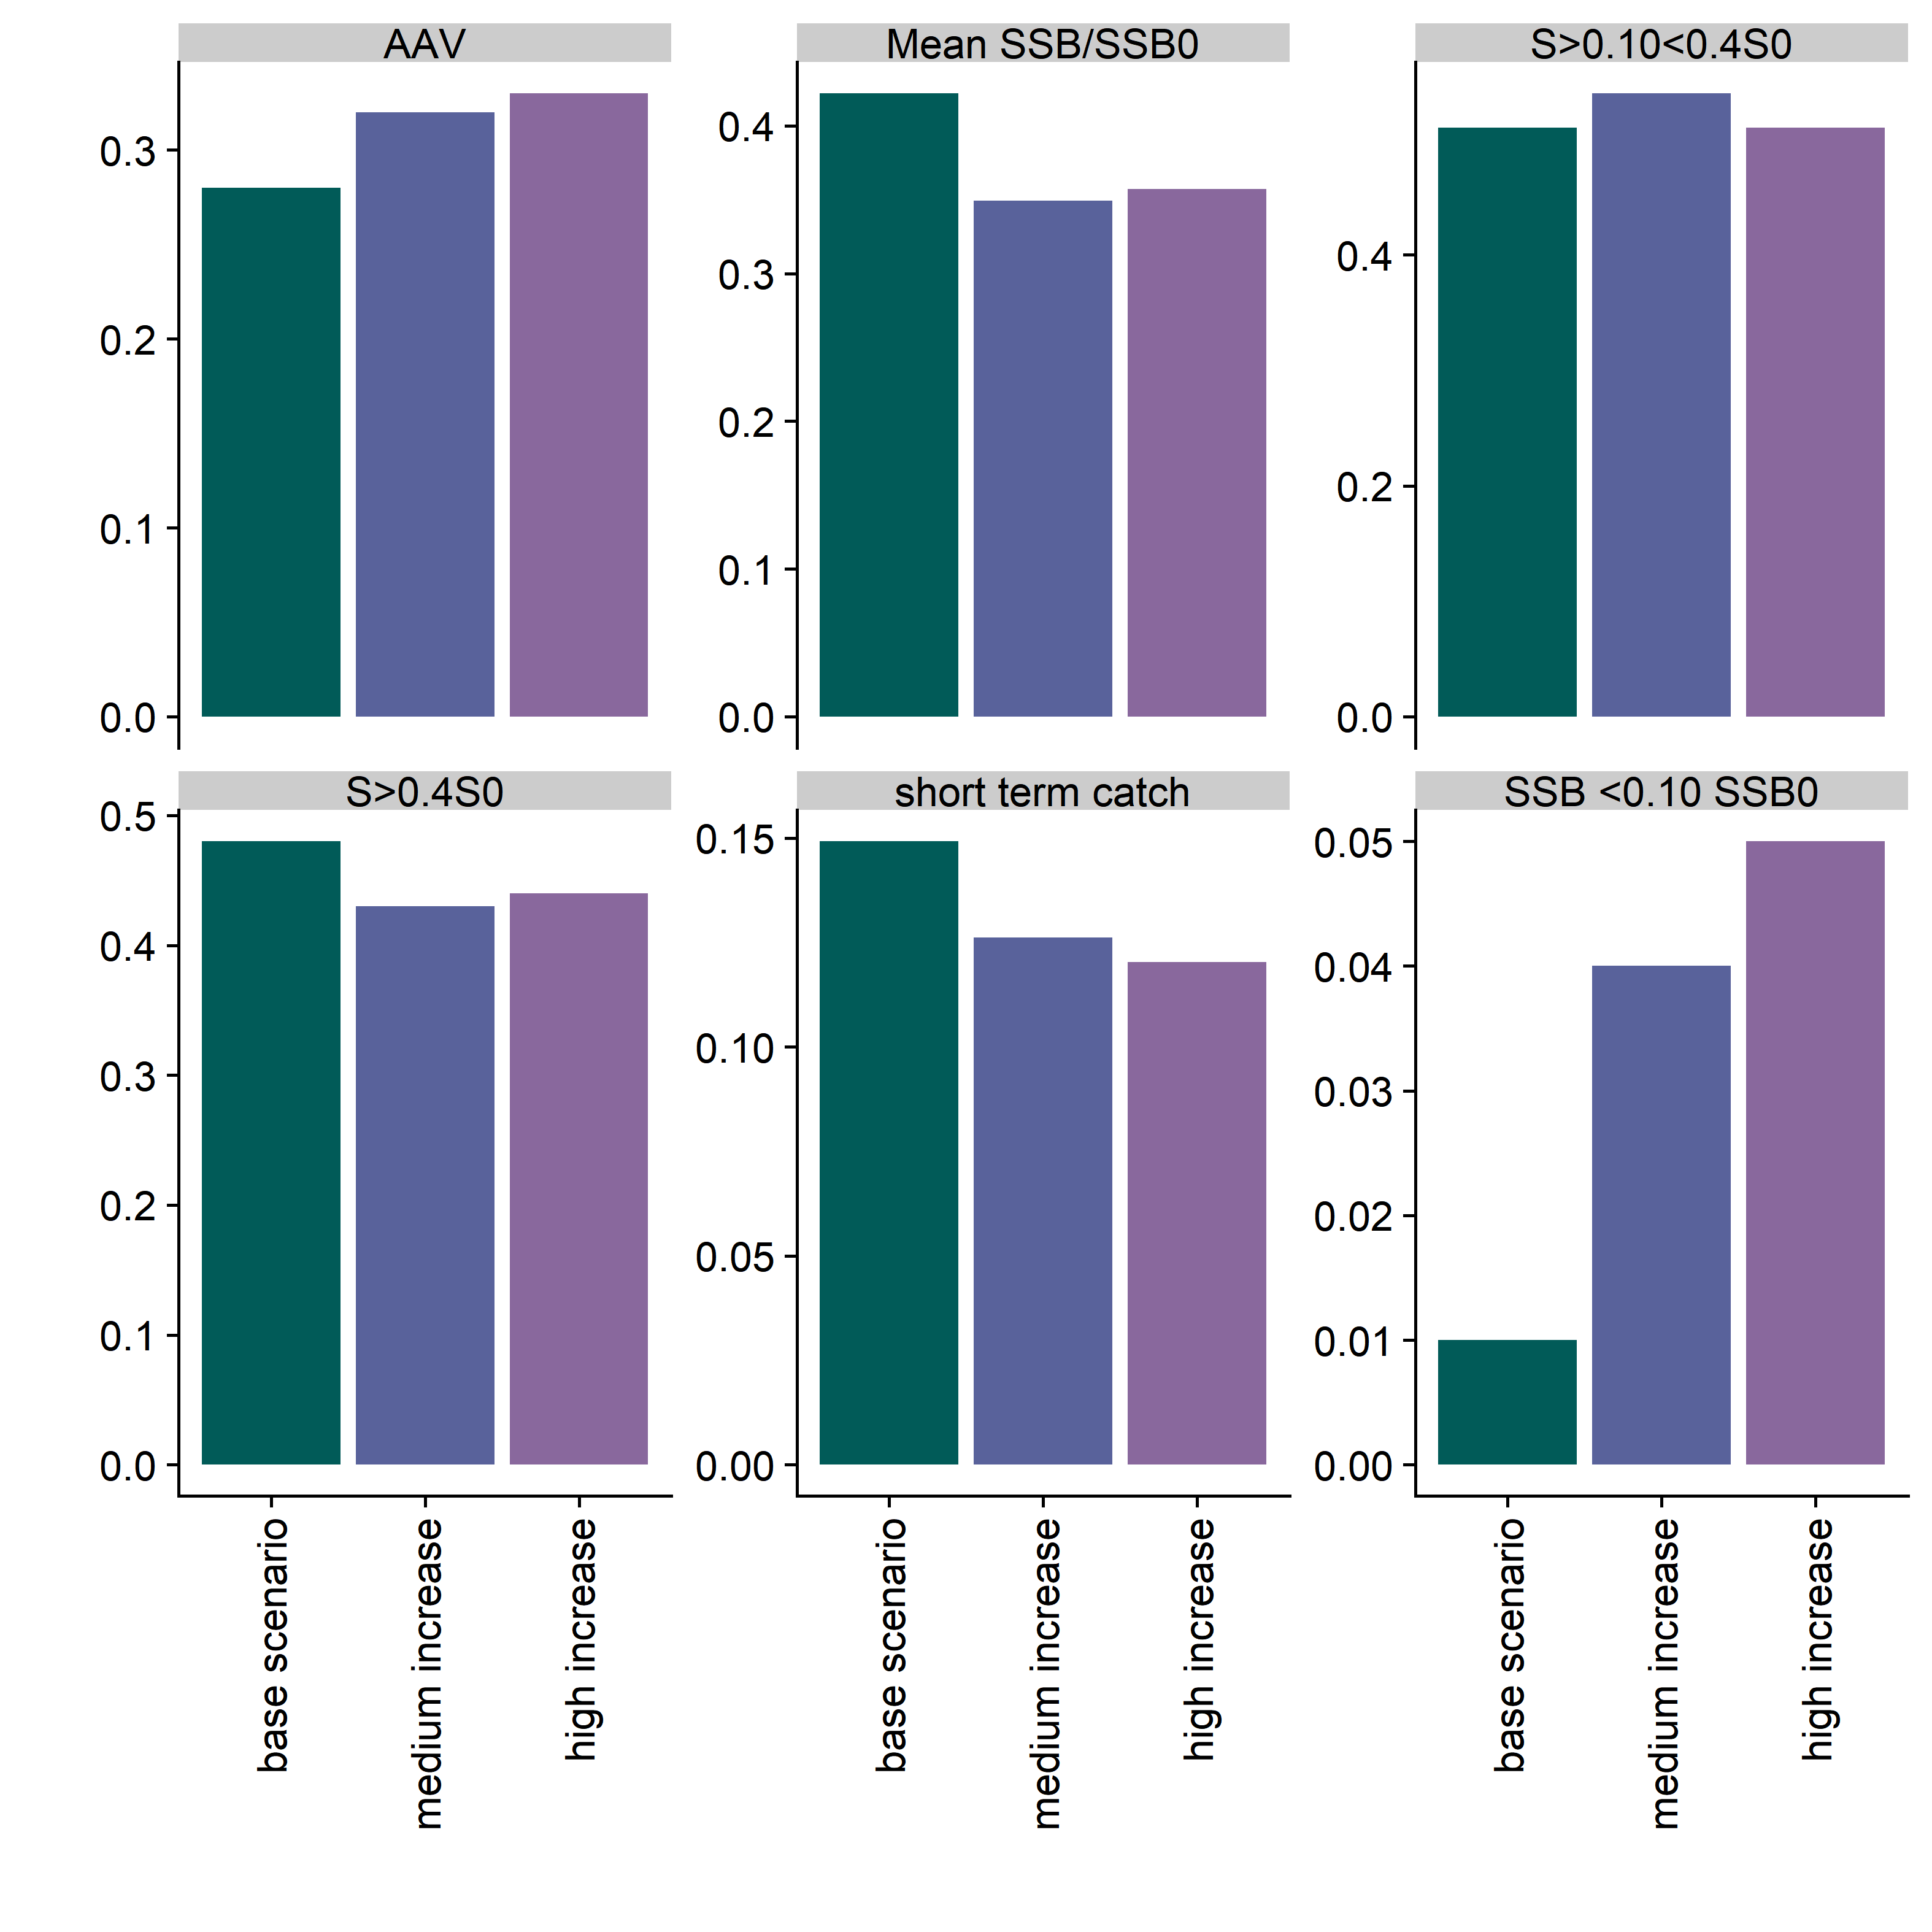 AAV
0.3
0.2
0.1
0.0
Mean SSB/SSB0
0.4
0.3
0.2
0.1
0.0
S>0.10<0.4S0
0.4
0.2
0.0
S>0.4S0
0.5
0.4
0.3
0.2
0.1
0.0
base scenario
medium increase
high increase
short term catch
0.15
0.10
0.05
0.00
base scenario
medium increase
high increase
SSB <0.10 SSB0
0.05
0.04
0.03
0.02
0.01
0.00
base scenario
medium increase
high increase